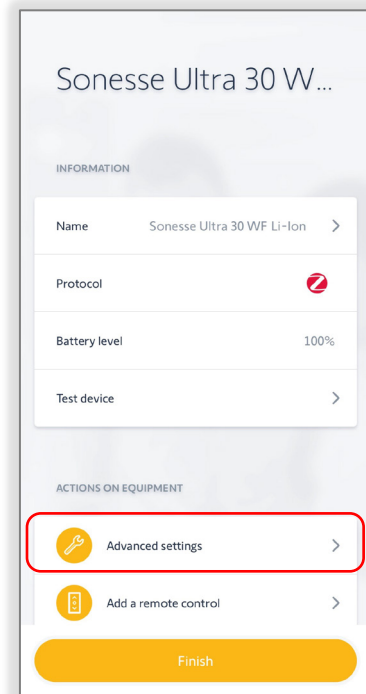 Sonesse Ultra 30 W...
INFORMATION
Name Sonesse Ultra 30 WF Li-Ion
Protocol
Battery level 100%
Test device
ACTIONS ON EQUIPMENT
Advanced settings
Add a remote control
Finish